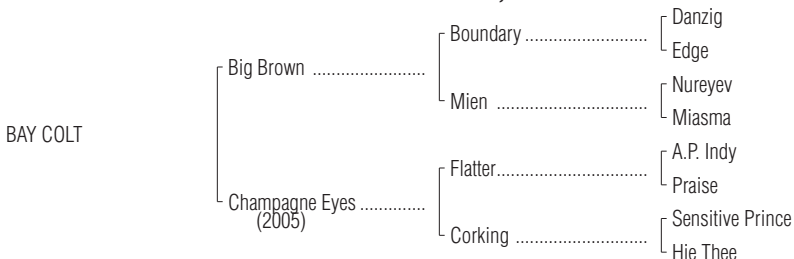 Danzig
Boundary ..........................
Edge
Big Brown ........................
Nureyev
Mien ................................
Miasma
BAY COLT
A.P. Indy
Flatter................................
Praise
Champagne Eyes ..............
(2005)
Sensitive Prince
Corking ............................
Hie Thee